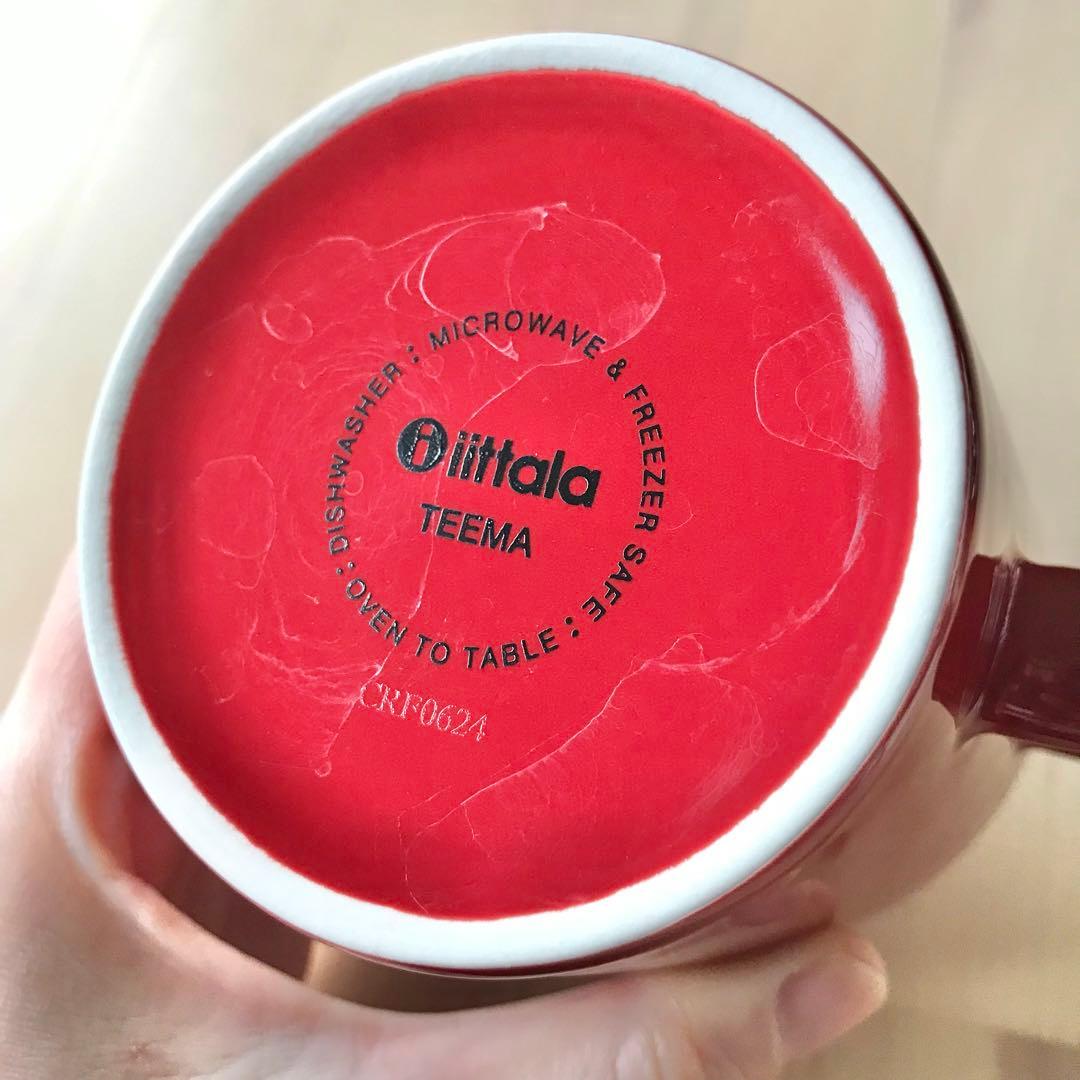 : MICROWAVE & FREEZER SAFE : OVEN TO TABLE : DISHWASHER
iittala
TEEMA
CRF0624